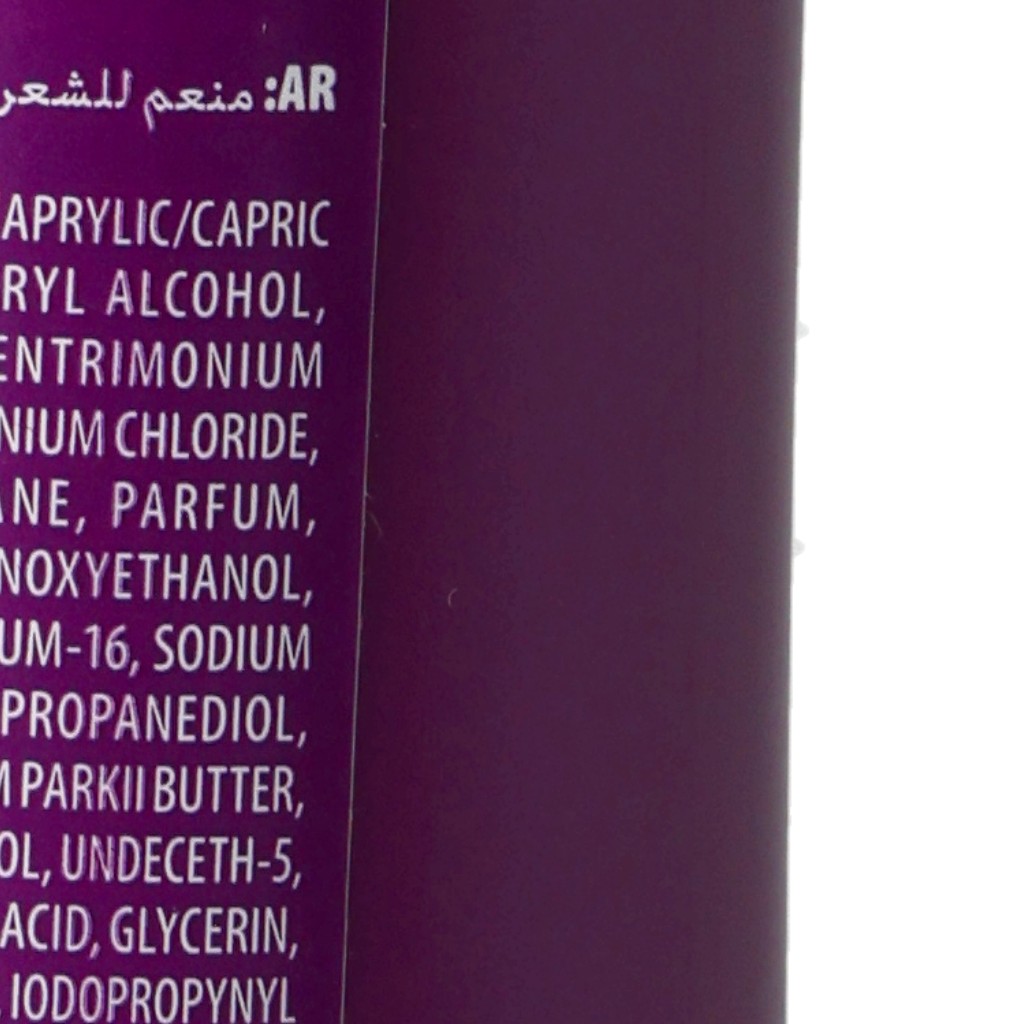 AR: منعم للشعر
APRYLIC/CAPRIC
RYL ALCOHOL,
ENTRIMONIUM
NIUM CHLORIDE,
ANE, PARFUM,
NOXYETHANOL,
UM-16, SODIUM
PROPANEDIOL,
M PARKII BUTTER,
OL, UNDECETH-5,
ACID, GLYCERIN,
IODOPROPYNYL